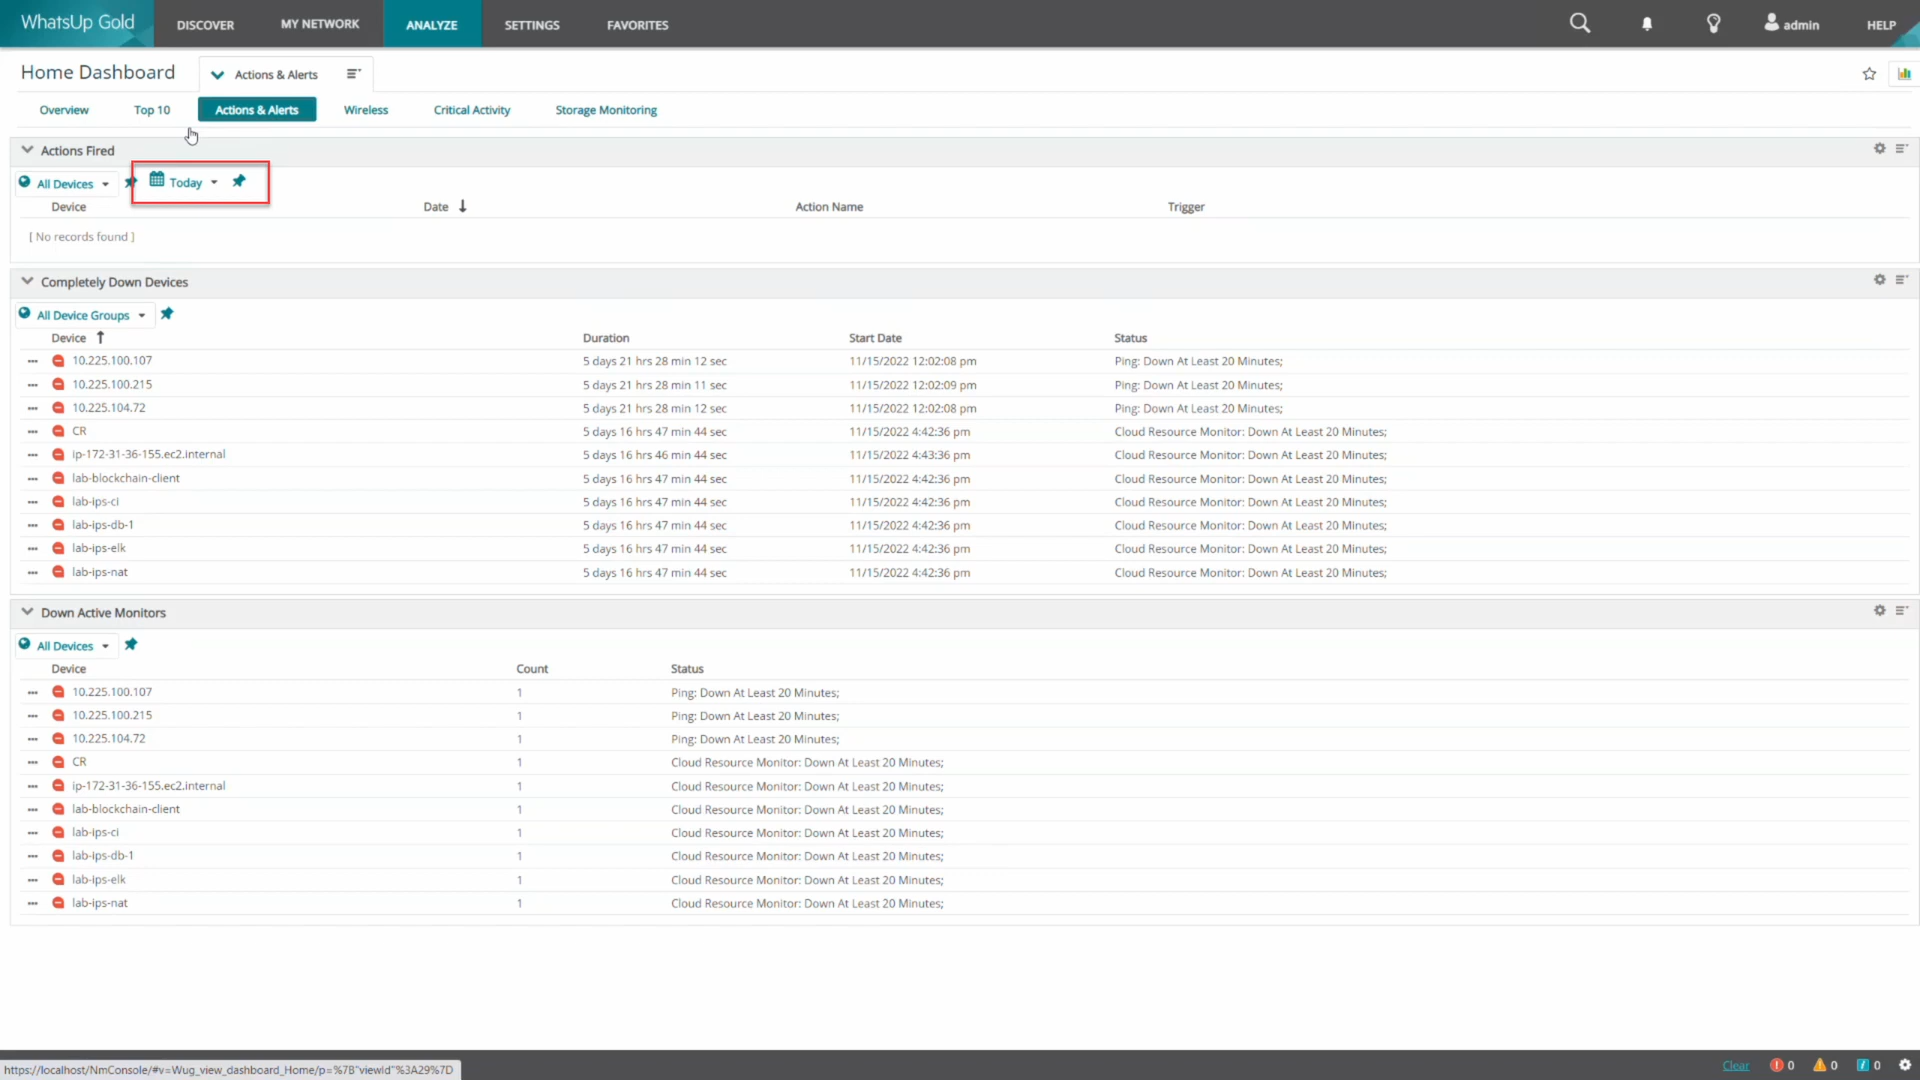 WhatsUp Gold DISCOVER MY NETWORK ANALYZE SETTINGS FAVORITES admin HELP
Home Dashboard Actions & Alerts
Overview Top 10 Actions & Alerts Wireless Critical Activity Storage Monitoring
Actions Fired
All Devices Today
Device Date Action Name Trigger
[ No records found ]
Completely Down Devices
All Device Groups
Device Duration Start Date Status
10.225.100.107 5 days 21 hrs 28 min 12 sec 11/15/2022 12:02:08 pm Ping: Down At Least 20 Minutes;
10.225.100.215 5 days 21 hrs 28 min 11 sec 11/15/2022 12:02:09 pm Ping: Down At Least 20 Minutes;
10.225.104.72 5 days 21 hrs 28 min 12 sec 11/15/2022 12:02:08 pm Ping: Down At Least 20 Minutes;
CR 5 days 16 hrs 47 min 44 sec 11/15/2022 4:42:36 pm Cloud Resource Monitor: Down At Least 20 Minutes;
ip-172-31-36-155.ec2.internal 5 days 16 hrs 46 min 44 sec 11/15/2022 4:43:36 pm Cloud Resource Monitor: Down At Least 20 Minutes;
lab-blockchain-client 5 days 16 hrs 47 min 44 sec 11/15/2022 4:42:36 pm Cloud Resource Monitor: Down At Least 20 Minutes;
lab-ips-ci 5 days 16 hrs 47 min 44 sec 11/15/2022 4:42:36 pm Cloud Resource Monitor: Down At Least 20 Minutes;
lab-ips-db-1 5 days 16 hrs 47 min 44 sec 11/15/2022 4:42:36 pm Cloud Resource Monitor: Down At Least 20 Minutes;
lab-ips-elk 5 days 16 hrs 47 min 44 sec 11/15/2022 4:42:36 pm Cloud Resource Monitor: Down At Least 20 Minutes;
lab-ips-nat 5 days 16 hrs 47 min 44 sec 11/15/2022 4:42:36 pm Cloud Resource Monitor: Down At Least 20 Minutes;
Down Active Monitors
All Devices
Device Count Status
10.225.100.107 1 Ping: Down At Least 20 Minutes;
10.225.100.215 1 Ping: Down At Least 20 Minutes;
10.225.104.72 1 Ping: Down At Least 20 Minutes;
CR 1 Cloud Resource Monitor: Down At Least 20 Minutes;
ip-172-31-36-155.ec2.internal 1 Cloud Resource Monitor: Down At Least 20 Minutes;
lab-blockchain-client 1 Cloud Resource Monitor: Down At Least 20 Minutes;
lab-ips-ci 1 Cloud Resource Monitor: Down At Least 20 Minutes;
lab-ips-db-1 1 Cloud Resource Monitor: Down At Least 20 Minutes;
lab-ips-elk 1 Cloud Resource Monitor: Down At Least 20 Minutes;
lab-ips-nat 1 Cloud Resource Monitor: Down At Least 20 Minutes;
https://localhost/NmConsole/#v=Wug_view_dashboard_Home/p=%7B"viewId"%3A29%7D Clear 0 0 0